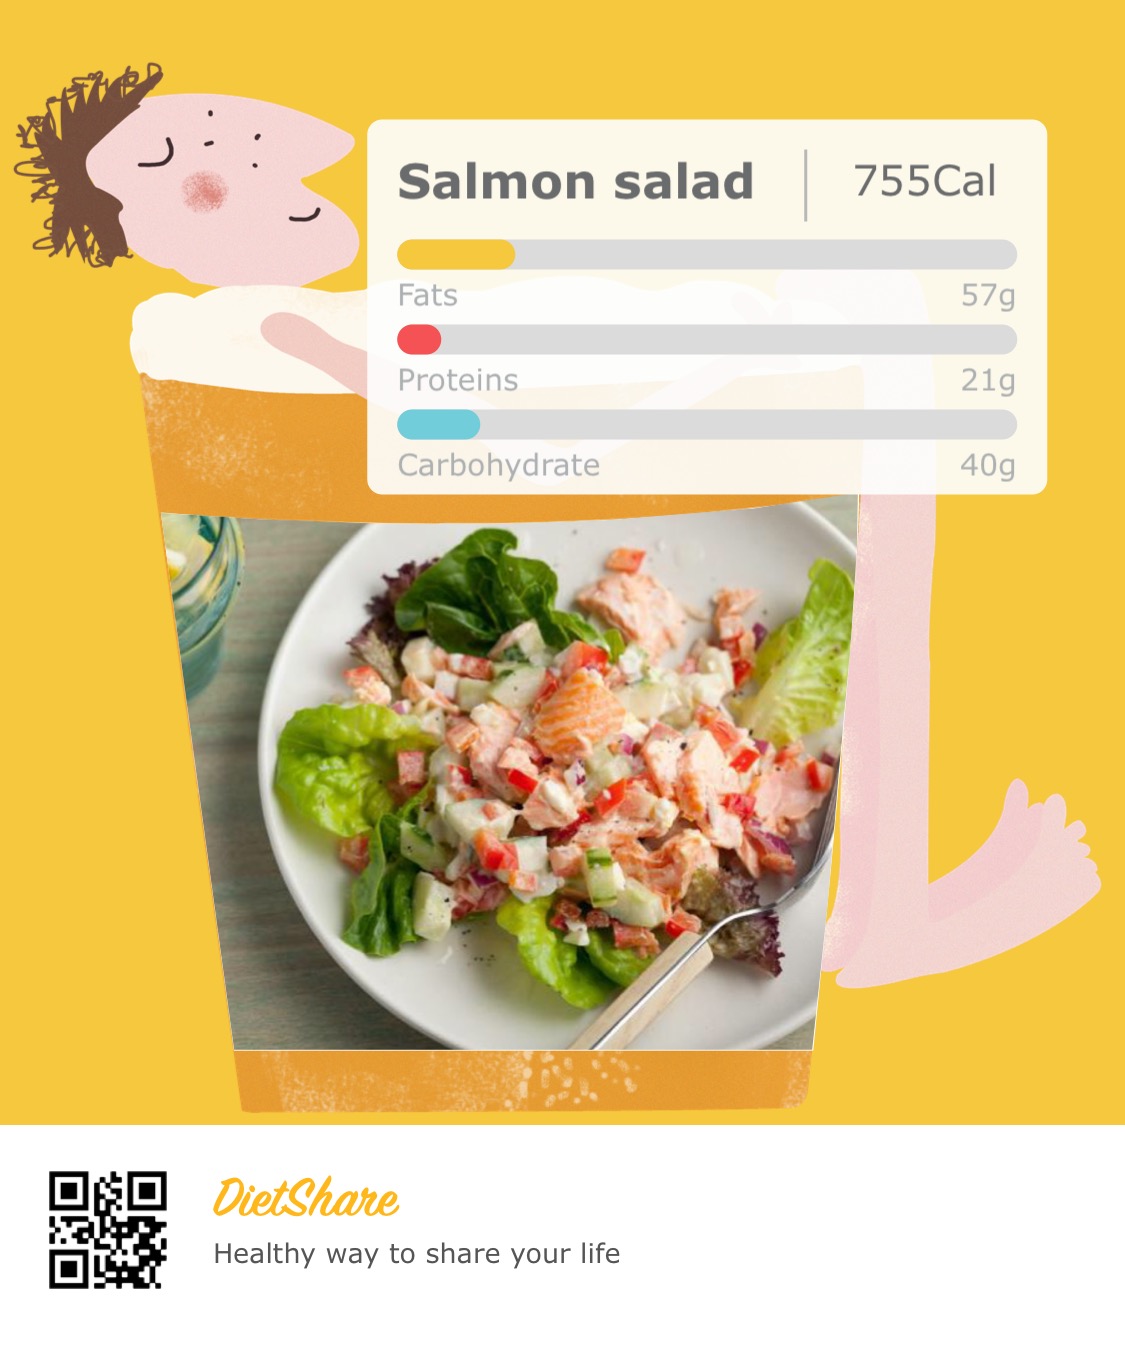 Salmon salad
755Cal
Fats 57g
Proteins 21g
Carbohydrate 40g
DietShare
Healthy way to share your life